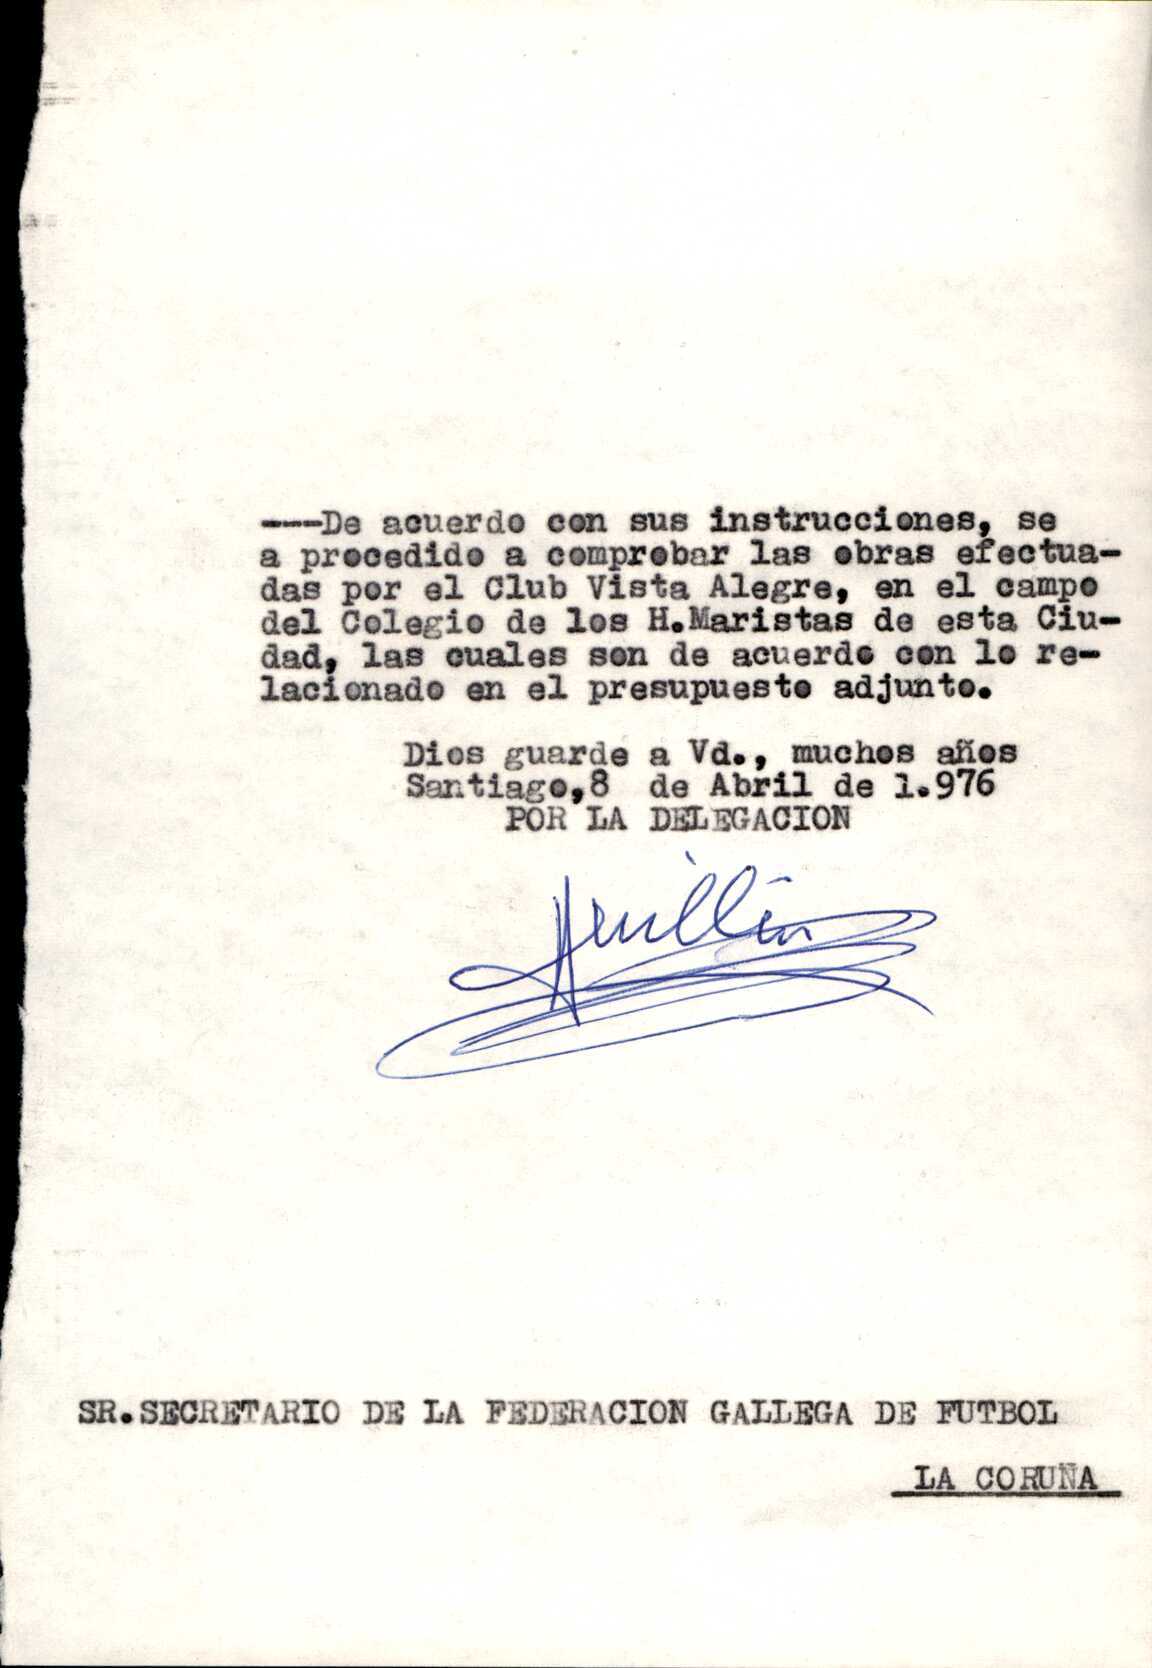 ---De acuerdo con sus instrucciones, se
a procedido a comprobar las obras efectua-
das por el Club Vista Alegre, en el campo
del Colegio de los H.Maristas de esta Ciu-
dad, las cuales son de acuerdo con lo re-
lacionado en el presupuesto adjunto.
Dios guarde a Vd., muchos años
Santiago,8 de Abril de 1.976
POR LA DELEGACION
SR.SECRETARIO DE LA FEDERACION GALLEGA DE FUTBOL
LA CORUÑA